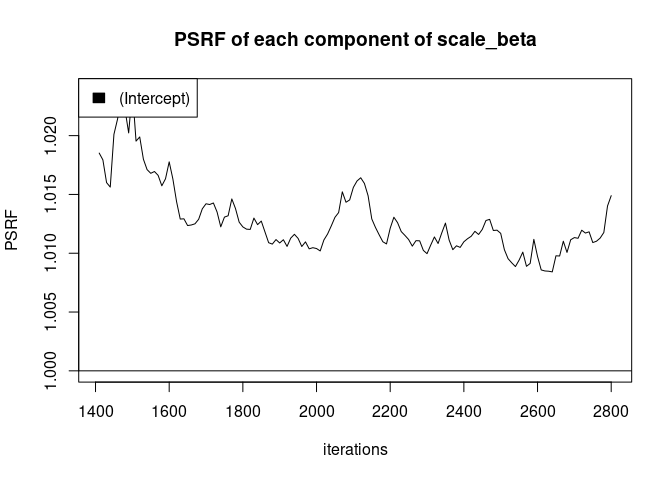 PSRF of each component of scale_beta
(Intercept)
PSRF
1.020
1.015
1.010
1.005
1.000
1400 1600 1800 2000 2200 2400 2600 2800
iterations